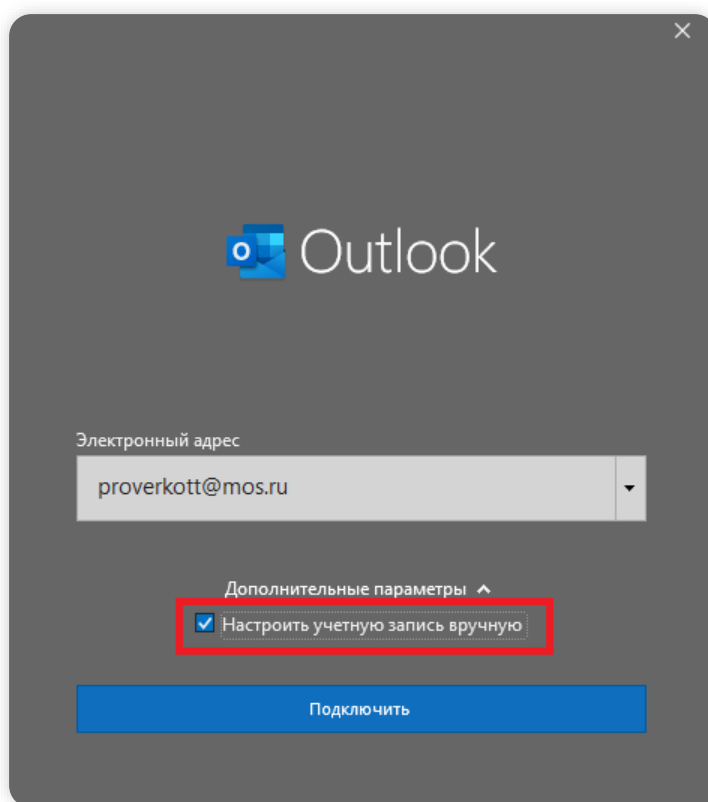 Outlook
Электронный адрес
proverkott@mos.ru
Дополнительные параметры
Настроить учетную запись вручную
Подключить